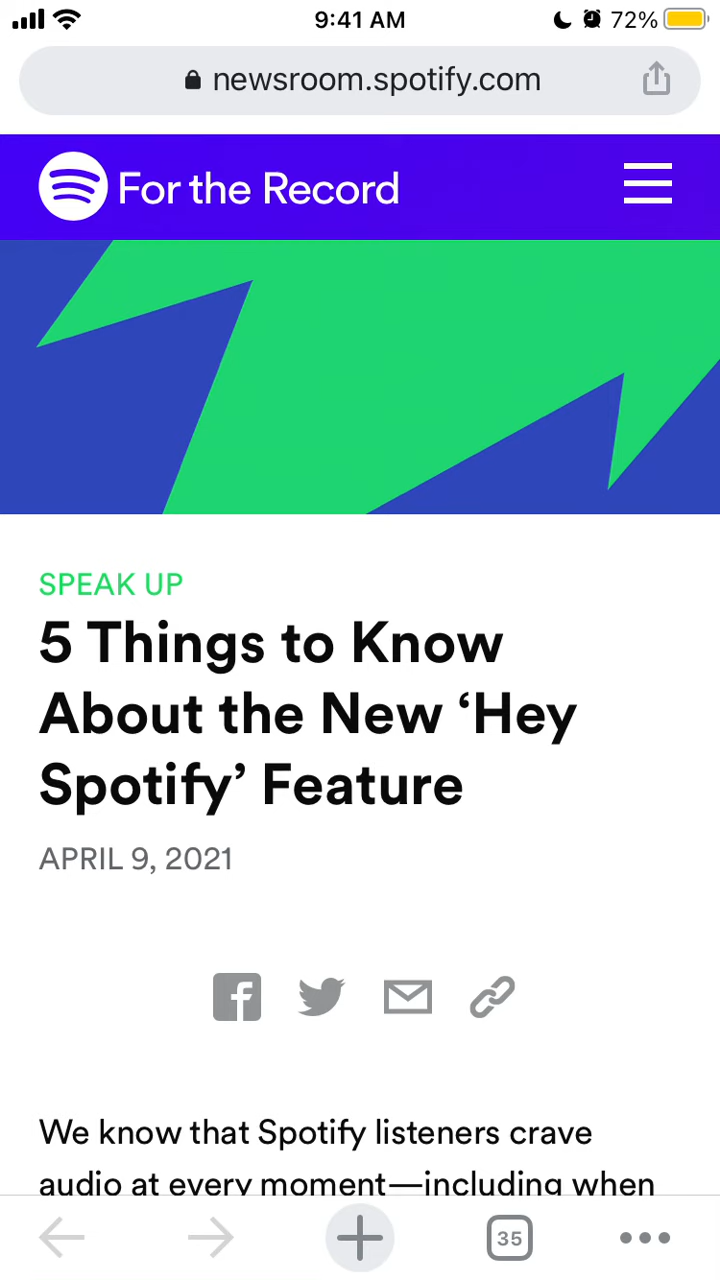 9:41 AM
72%
newsroom.spotify.com
For the Record
SPEAK UP
5 Things to Know
About the New ‘Hey
Spotify’ Feature
APRIL 9, 2021
We know that Spotify listeners crave
audio at every moment—including when
35